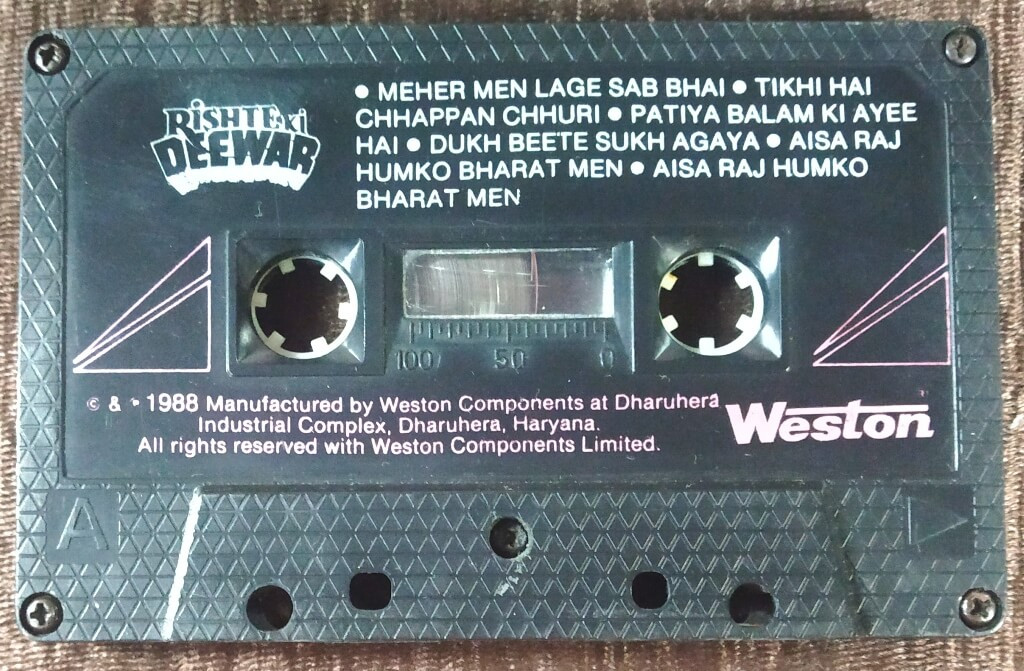 RISHTE ki
DEEWAR
● MEHER MEN LAGE SAB BHAI ● TIKHI HAI
CHHAPPAN CHHURI ● PATIYA BALAM KI AYEE
HAI ● DUKH BEETE SUKH AGAYA ● AISA RAJ
HUMKO BHARAT MEN ● AISA RAJ HUMKO
BHARAT MEN
100 50 0
© & ℗ 1988 Manufactured by Weston Components at Dharuhera
Industrial Complex, Dharuhera, Haryana.
All rights reserved with Weston Components Limited.
Weston
A